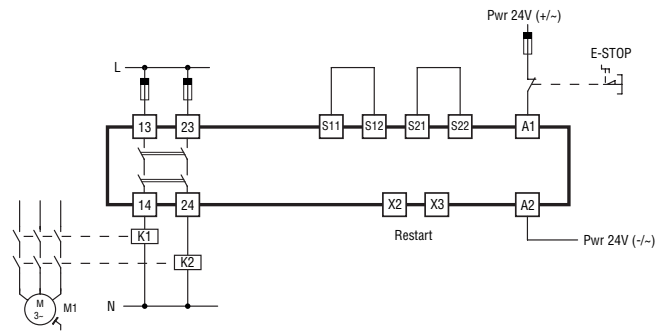 Pwr 24V (+/~)
E-STOP
L
13 23 S11 S12 S21 S22 A1
14 24 X2 X3 A2
Restart
Pwr 24V (-/~)
K1
K2
N
M
3~
M1